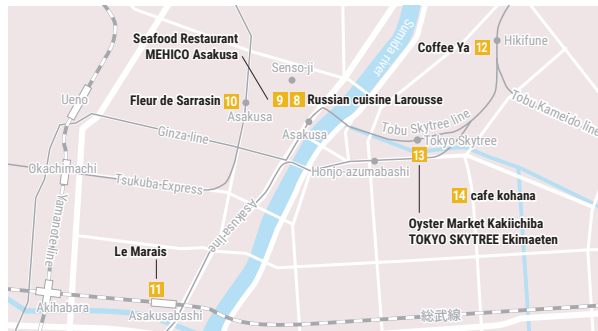 Seafood Restaurant
MEHICO Asakusa
Sumida river
Coffee Ya 12
Hikifune
Senso-ji
Ueno
Fleur de Sarrasin 10
9 8 Russian cuisine Larousse
Asakusa
Asakusa
Tobu Kameido line
Tobu Skytree line
Ginza-line
Tōkyō Skytree
13
Okachimachi
Honjo-azumabashi
Tsukuba-Express
14 cafe kohana
Yamanote line
Asakusa-line
Oyster Market Kakiichiba
TOKYO SKYTREE Ekimaeten
Le Marais
11
Akihabara
Asakusabashi
総武線